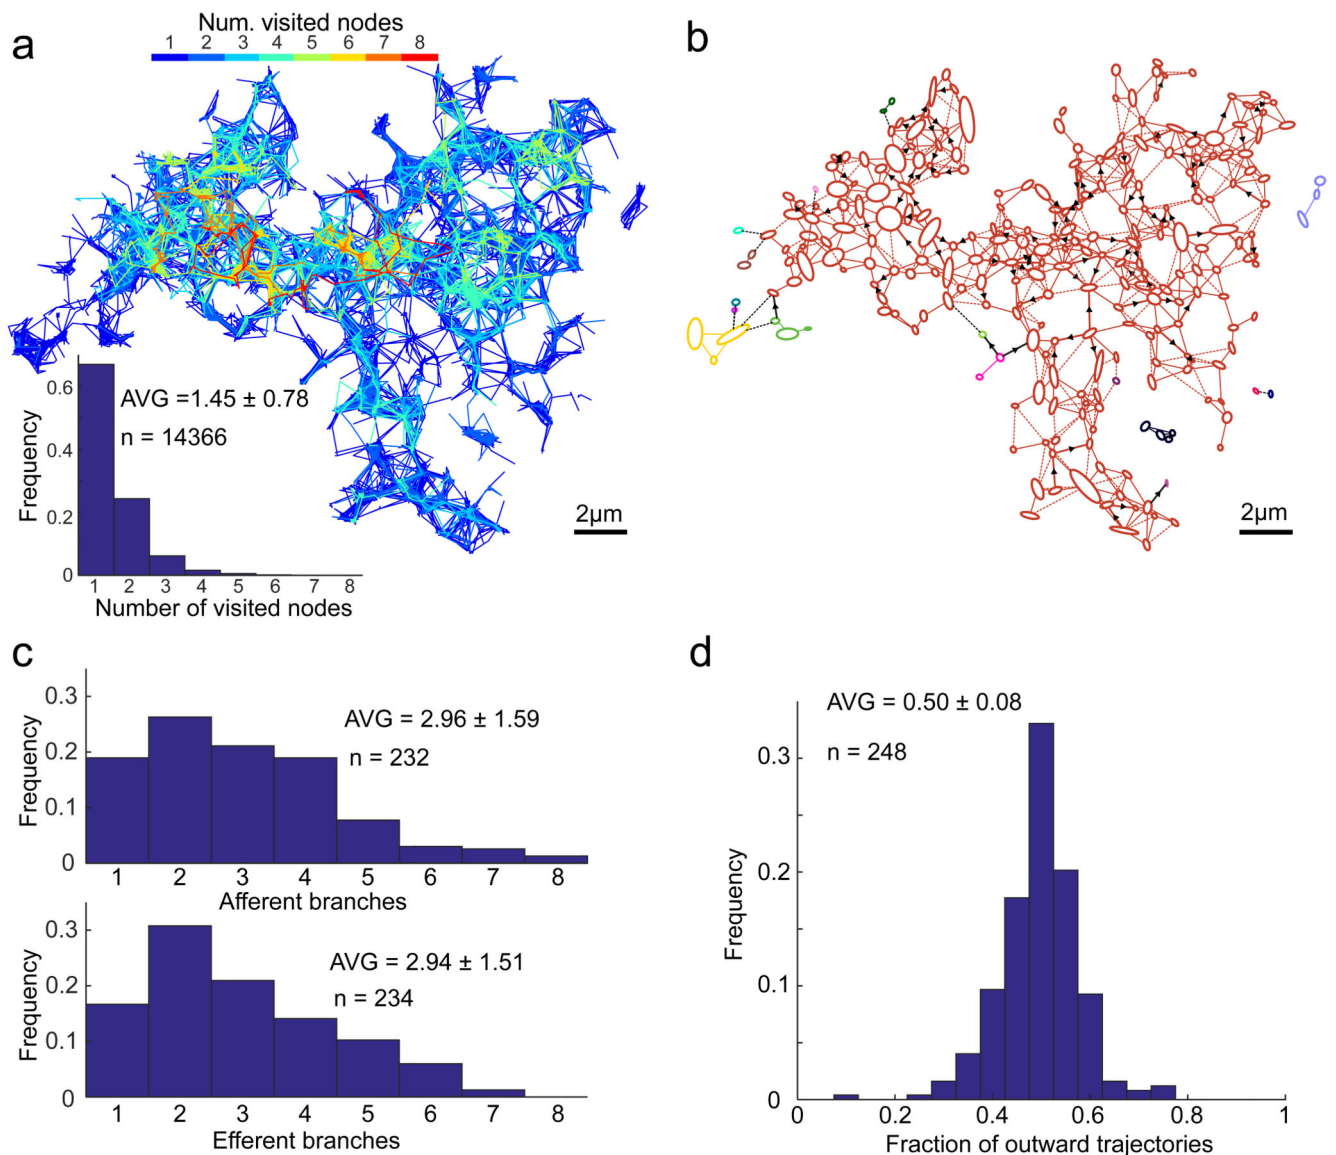 a
Num. visited nodes
1 2 3 4 5 6 7 8
AVG =1.45 ± 0.78
n = 14366
Frequency
0.6
0.4
0.2
0
1 2 3 4 5 6 7 8
Number of visited nodes
2µm
b
2µm
c
AVG = 2.96 ± 1.59
n = 232
Frequency
0.3
0.2
0.1
0
1 2 3 4 5 6 7 8
Afferent branches
AVG = 2.94 ± 1.51
n = 234
Frequency
0.3
0.2
0.1
0
1 2 3 4 5 6 7 8
Efferent branches
d
AVG = 0.50 ± 0.08
n = 248
Frequency
0.3
0.2
0.1
0
0 0.2 0.4 0.6 0.8 1
Fraction of outward trajectories